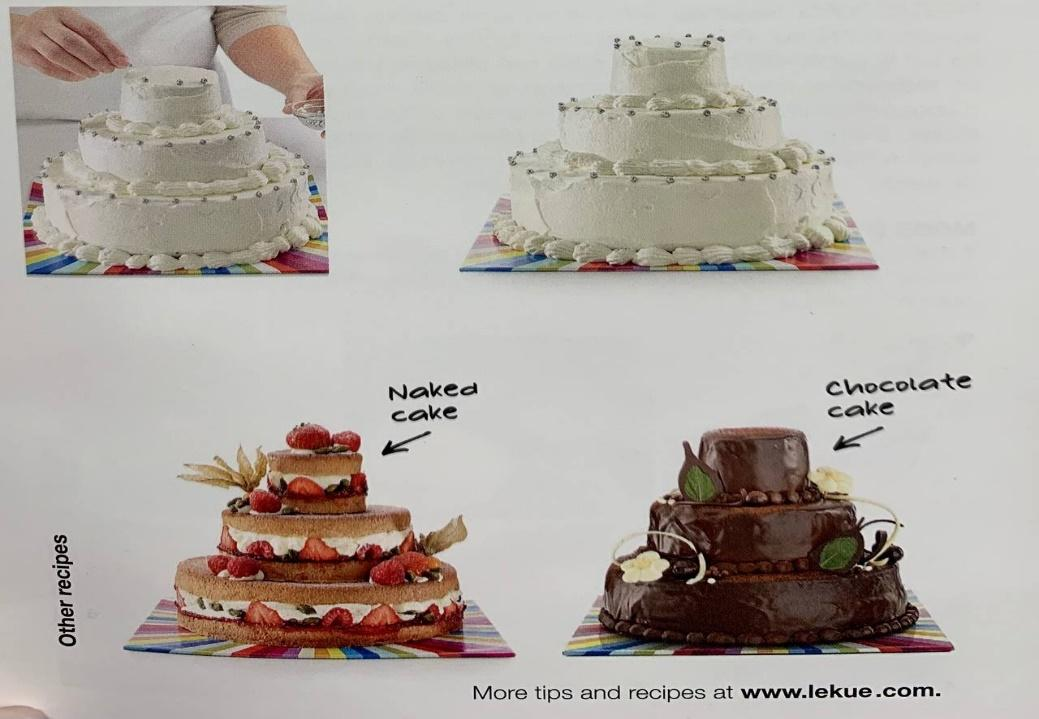 Naked
cake
Chocolate
cake
Other recipes
More tips and recipes at www.lekue.com.